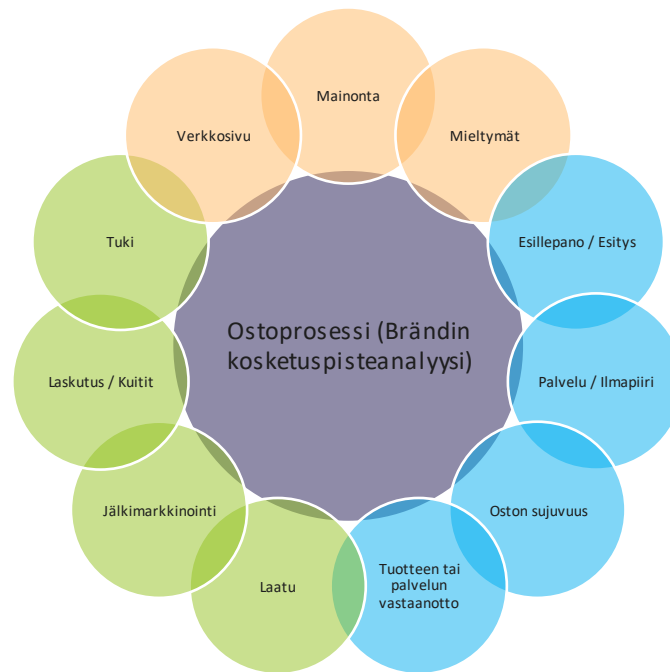 Mainonta
Mieltymät
Esillepano / Esitys
Palvelu / Ilmapiiri
Oston sujuvuus
Tuotteen tai
palvelun
vastaanotto
Laatu
Jälkimarkkinointi
Laskutus / Kuitit
Tuki
Verkkosivu
Ostoprosessi (Brändin
kosketuspisteanalyysi)